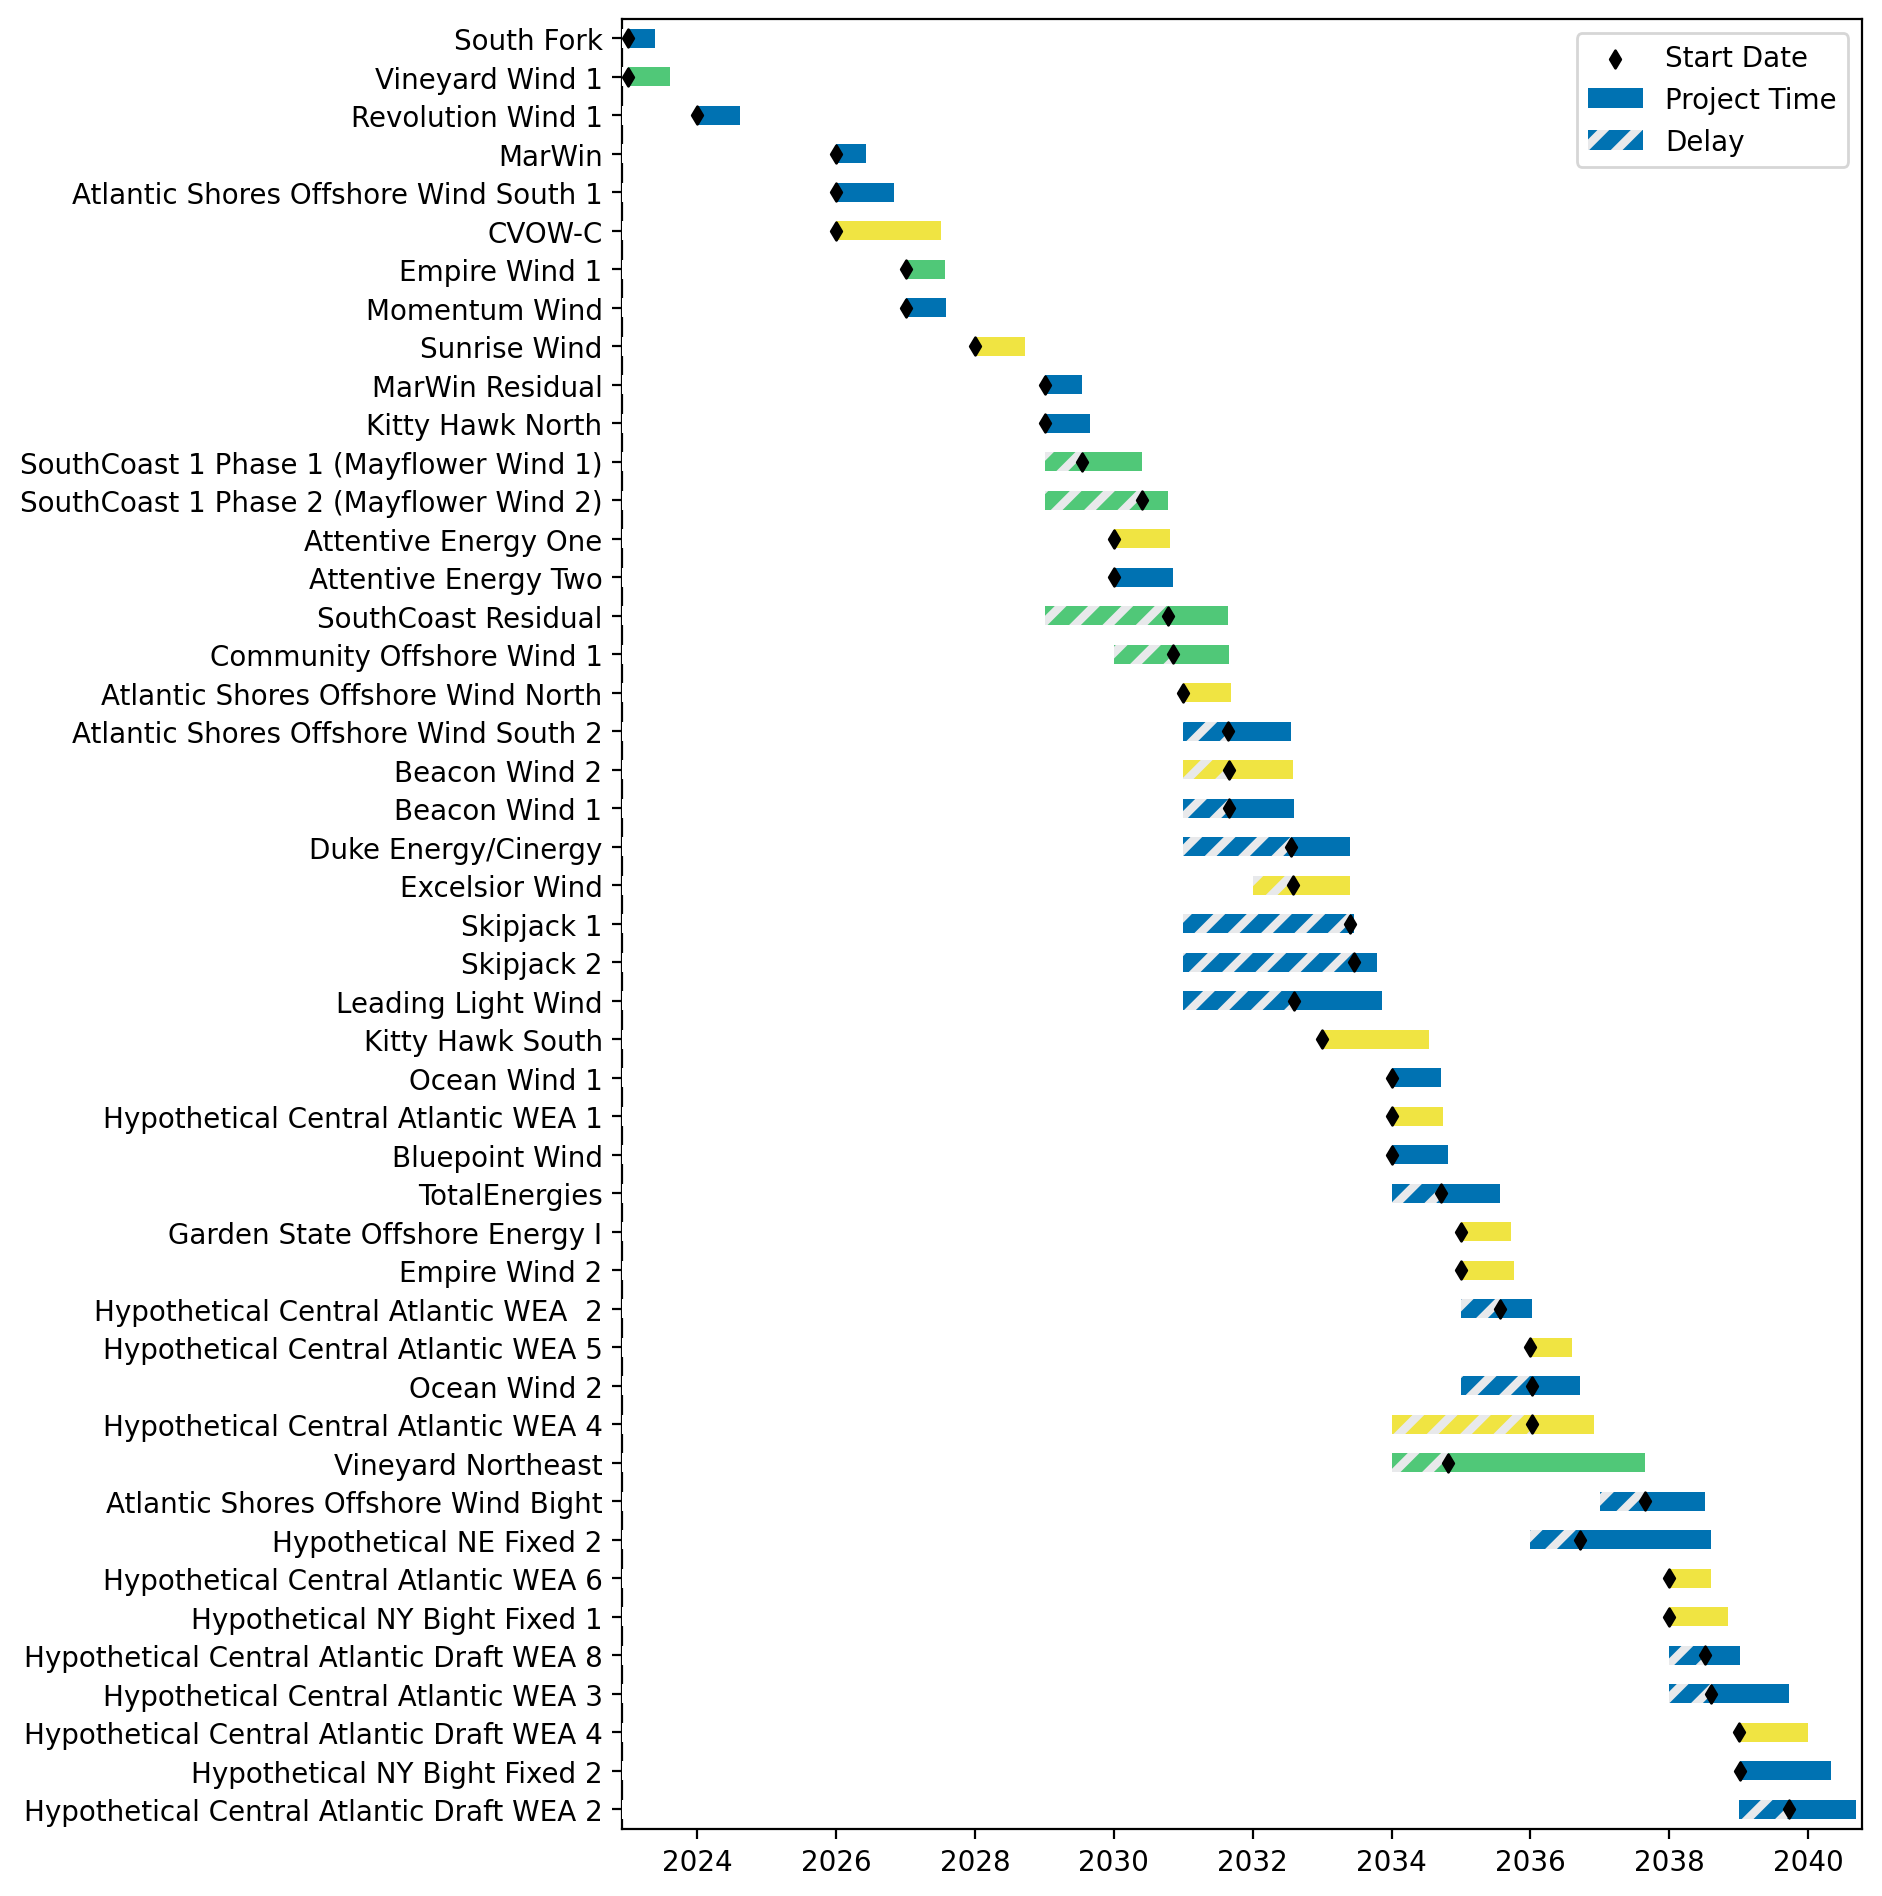 South Fork
Vineyard Wind 1
Revolution Wind 1
MarWin
Atlantic Shores Offshore Wind South 1
CVOW-C
Empire Wind 1
Momentum Wind
Sunrise Wind
MarWin Residual
Kitty Hawk North
SouthCoast 1 Phase 1 (Mayflower Wind 1)
SouthCoast 1 Phase 2 (Mayflower Wind 2)
Attentive Energy One
Attentive Energy Two
SouthCoast Residual
Community Offshore Wind 1
Atlantic Shores Offshore Wind North
Atlantic Shores Offshore Wind South 2
Beacon Wind 2
Beacon Wind 1
Duke Energy/Cinergy
Excelsior Wind
Skipjack 1
Skipjack 2
Leading Light Wind
Kitty Hawk South
Ocean Wind 1
Hypothetical Central Atlantic WEA 1
Bluepoint Wind
TotalEnergies
Garden State Offshore Energy I
Empire Wind 2
Hypothetical Central Atlantic WEA  2
Hypothetical Central Atlantic WEA 5
Ocean Wind 2
Hypothetical Central Atlantic WEA 4
Vineyard Northeast
Atlantic Shores Offshore Wind Bight
Hypothetical NE Fixed 2
Hypothetical Central Atlantic WEA 6
Hypothetical NY Bight Fixed 1
Hypothetical Central Atlantic Draft WEA 8
Hypothetical Central Atlantic WEA 3
Hypothetical Central Atlantic Draft WEA 4
Hypothetical NY Bight Fixed 2
Hypothetical Central Atlantic Draft WEA 2
Start Date
Project Time
Delay
2024 2026 2028 2030 2032 2034 2036 2038 2040